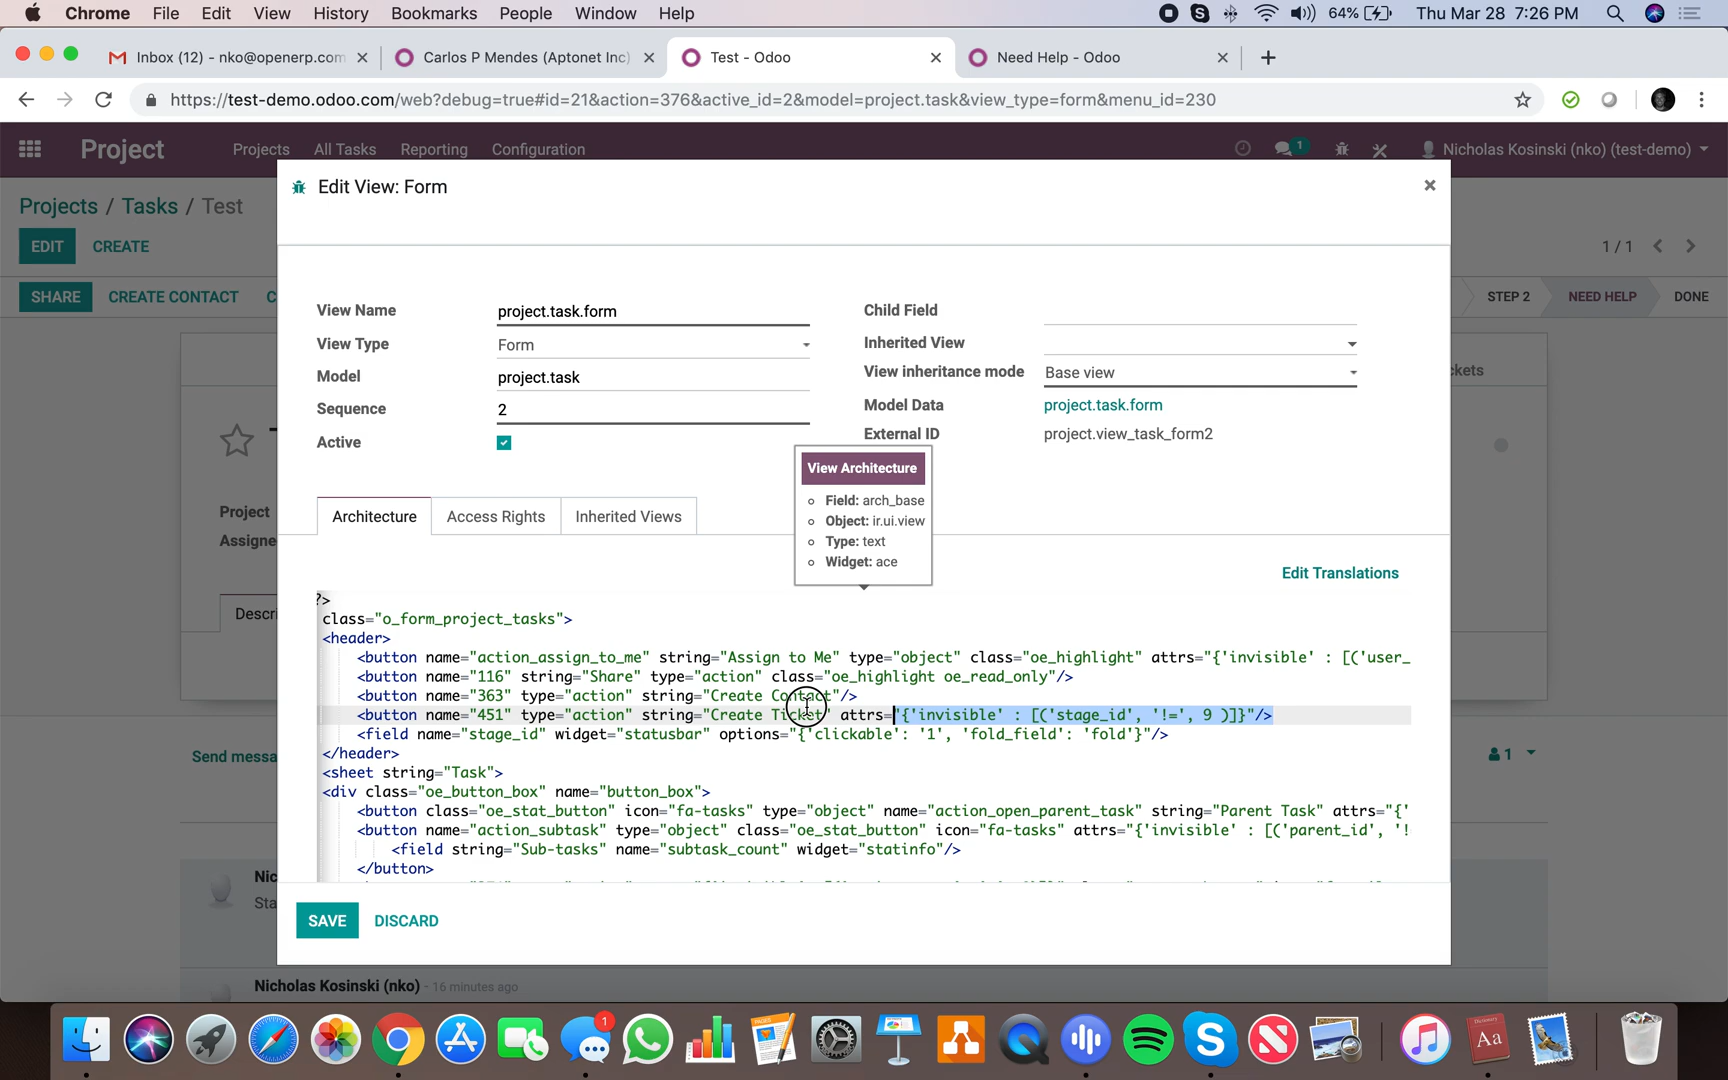 Chrome File Edit View History Bookmarks People Window Help 64% Thu Mar 28 7:26 PM
Inbox (12) - nko@openerp.com Carlos P Mendes (Aptonet Inc) Test - Odoo Need Help - Odoo
https://test-demo.odoo.com/web?debug=true#id=21&action=376&active_id=2&model=project.task&view_type=form&menu_id=230
Project Projects All Tasks Reporting Configuration 1 Nicholas Kosinski (nko) (test-demo)
Edit View: Form
Projects / Tasks / Test
EDIT CREATE 1 / 1
SHARE CREATE CONTACT C STEP 2 NEED HELP DONE
View Name project.task.form Child Field
View Type Form Inherited View
Model project.task View inheritance mode Base view
Sequence 2 Model Data project.task.form
Active External ID project.view_task_form2
ckets
View Architecture
Field: arch_base
Object: ir.ui.view
Type: text
Widget: ace
Project
Assigne
Architecture Access Rights Inherited Views
Edit Translations
Descri
?>
class="o_form_project_tasks">
<header>
<button name="action_assign_to_me" string="Assign to Me" type="object" class="oe_highlight" attrs="{'invisible' : [('user_
<button name="116" string="Share" type="action" class="oe_highlight oe_read_only"/>
<button name="363" type="action" string="Create Contact"/>
<button name="451" type="action" string="Create Ticket" attrs="{'invisible' : [('stage_id', '!=', 9 )]}"/>
<field name="stage_id" widget="statusbar" options="{'clickable': '1', 'fold_field': 'fold'}"/>
</header>
<sheet string="Task">
<div class="oe_button_box" name="button_box">
<button class="oe_stat_button" icon="fa-tasks" type="object" name="action_open_parent_task" string="Parent Task" attrs="{'
<button name="action_subtask" type="object" class="oe_stat_button" icon="fa-tasks" attrs="{'invisible' : [('parent_id', '!
<field string="Sub-tasks" name="subtask_count" widget="statinfo"/>
</button>
Send messa 1
SAVE DISCARD
Nic
Sta
Nicholas Kosinski (nko) - 16 minutes ago
1
PAGES
Dictionary
Aa